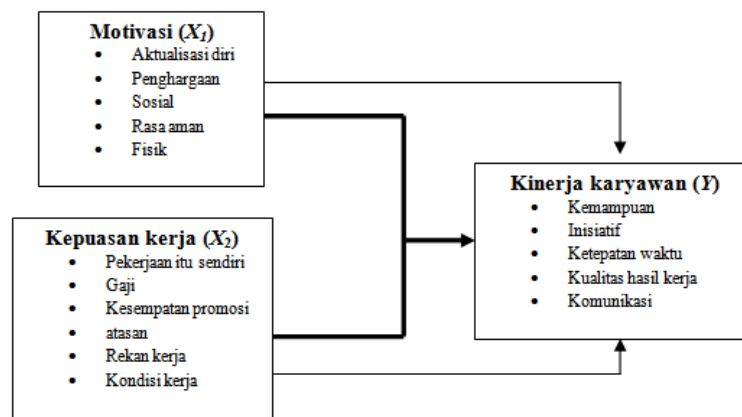 Motivasi (X1)
• Aktualisasi diri
• Penghargaan
• Sosial
• Rasa aman
• Fisik
Kepuasan kerja (X2)
• Pekerjaan itu sendiri
• Gaji
• Kesempatan promosi
• atasan
• Rekan kerja
• Kondisi kerja
Kinerja karyawan (Y)
• Kemampuan
• Inisiatif
• Ketepatan waktu
• Kualitas hasil kerja
• Komunikasi